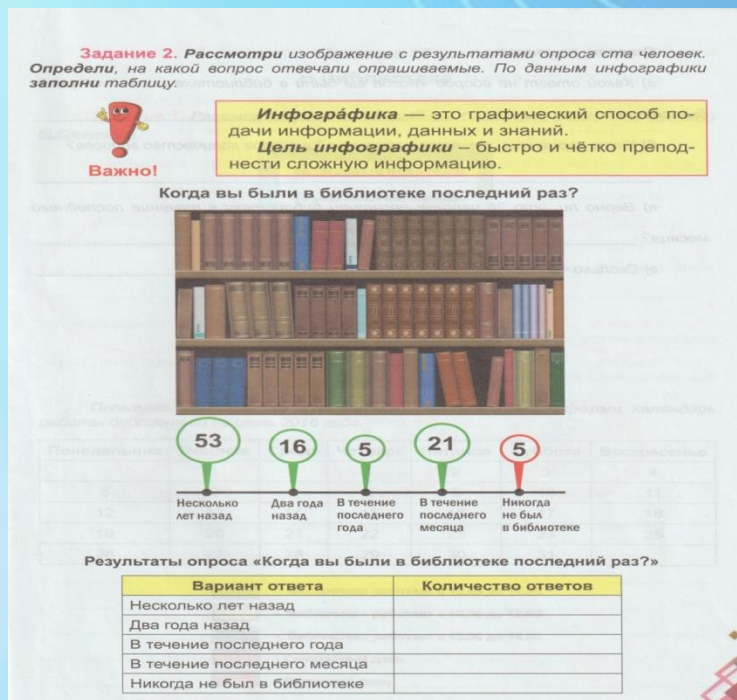 Задание 2. Рассмотри изображение с результатами опроса ста человек.
Определи, на какой вопрос отвечали опрашиваемые. По данным инфографики
заполни таблицу.
Важно!
Инфогра́фика — это графический способ по-
дачи информации, данных и знаний.
Цель инфографики – быстро и чётко препод-
нести сложную информацию.
Когда вы были в библиотеке последний раз?
53 16 5 21 5
Несколько
лет назад
Два года
назад
В течение
последнего
года
В течение
последнего
месяца
Никогда
не был
в библиотеке
Результаты опроса «Когда вы были в библиотеке последний раз?»
Вариант ответа Количество ответов
Несколько лет назад
Два года назад
В течение последнего года
В течение последнего месяца
Никогда не был в библиотеке